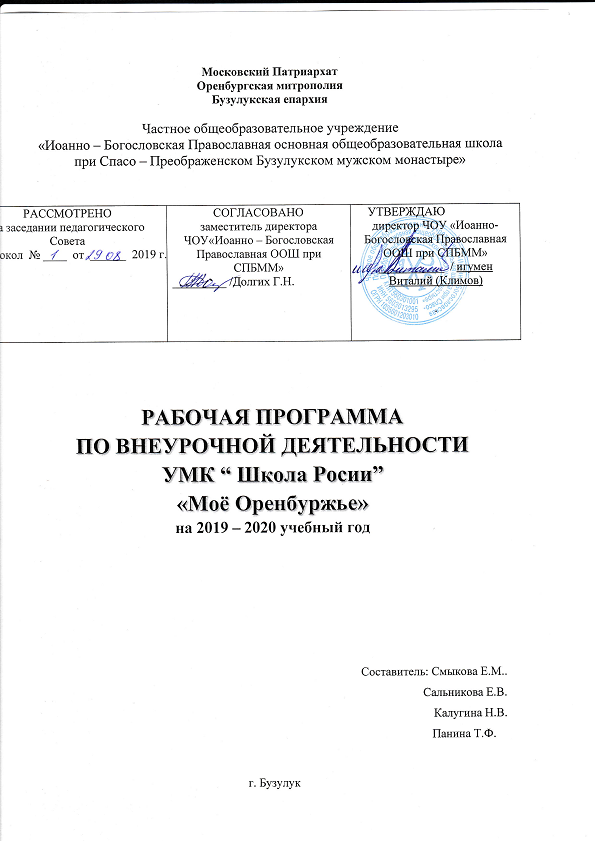 Московский Патриархат
Оренбургская митрополия
Бузулукская епархия
Частное общеобразовательное учреждение
«Иоанно – Богословская Православная основная общеобразовательная школа
при Спасо – Преображенском Бузулукском мужском монастыре»
РАССМОТРЕНО
а заседании педагогического
Совета
окол № 1 от 29 08 2019 г.
СОГЛАСОВАНО
заместитель директора
ЧОУ«Иоанно – Богословская
Православная ООШ при
СПБММ»
/Долгих Г.Н.
УТВЕРЖДАЮ
директор ЧОУ «Иоанно-
Богословская Православная
ООШ при СПБММ»
/ игумен
Виталий (Климов)
РАБОЧАЯ ПРОГРАММА
ПО ВНЕУРОЧНОЙ ДЕЯТЕЛЬНОСТИ
УМК “ Школа Росии”
«Моё Оренбуржье»
на 2019 – 2020 учебный год
Составитель: Смыкова Е.М..
Сальникова Е.В.
Калугина Н.В.
Панина Т.Ф.
г. Бузулук